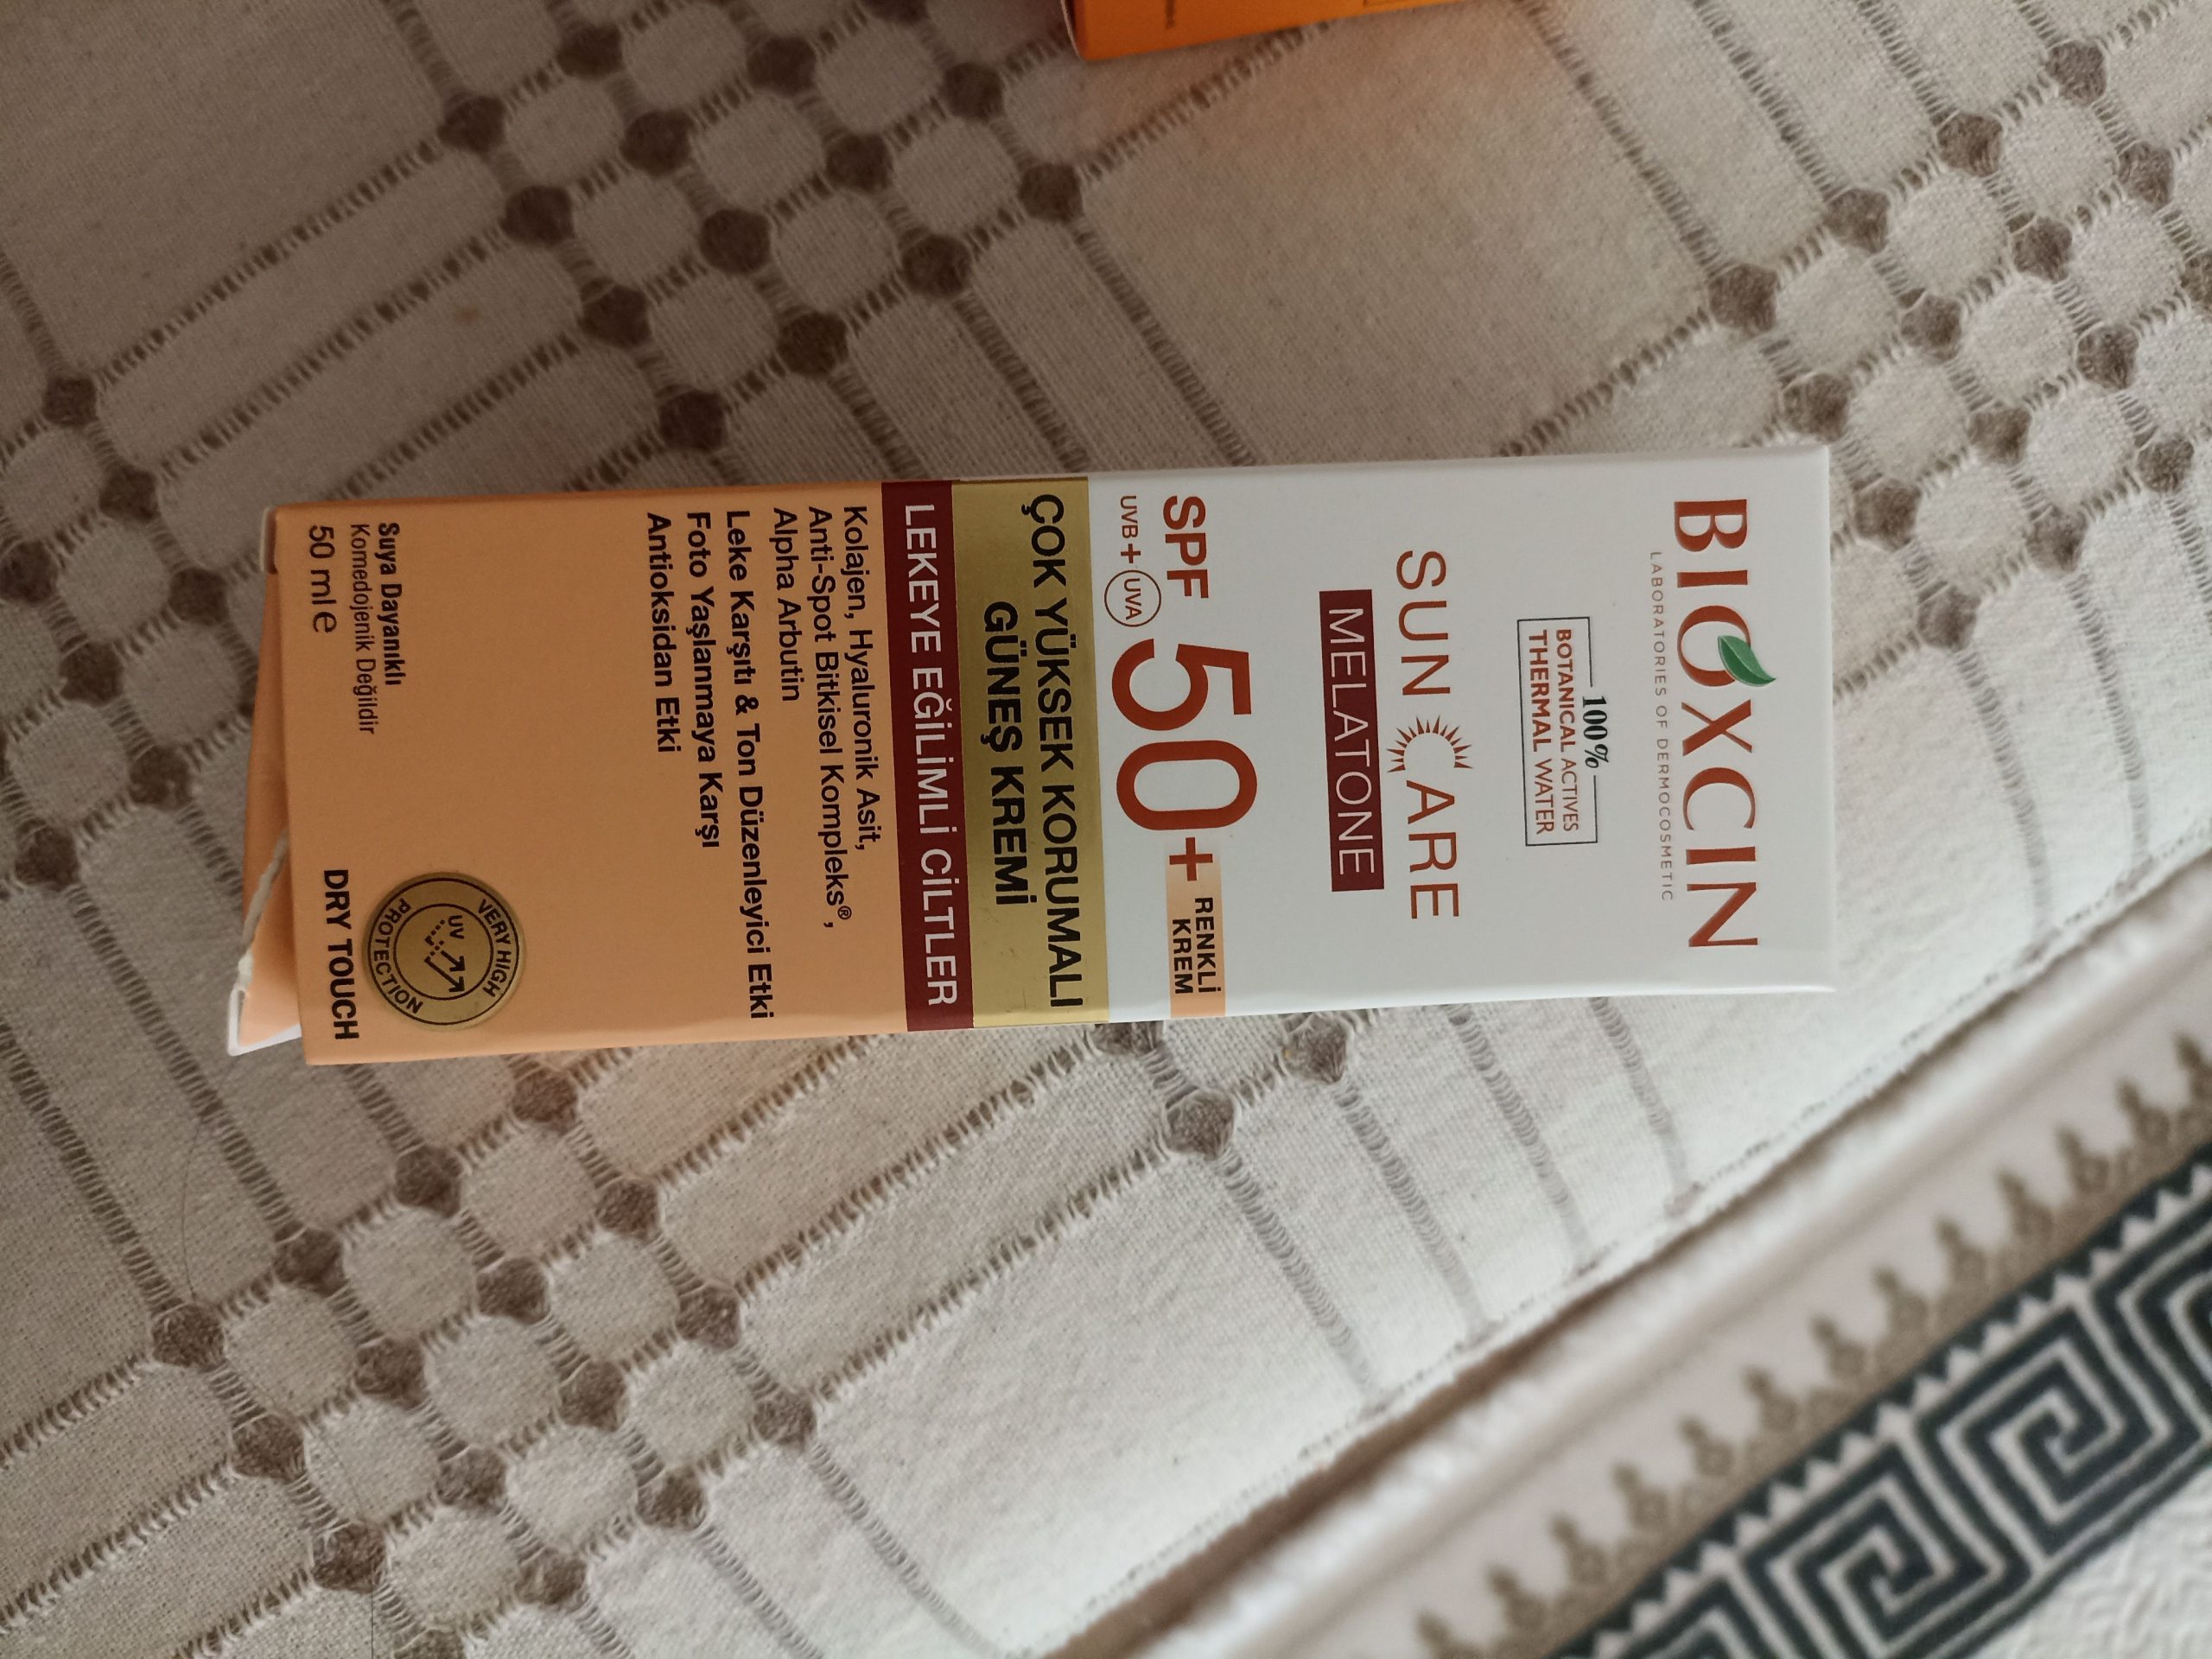 BIOXCIN
LABORATORIES OF DERMOCOSMETIC
100%
BOTANICAL ACTIVES
THERMAL WATER
SUN CARE
MELATONE
SPF 50+
UVB+ UVA
RENKLİ
KREM
ÇOK YÜKSEK KORUMALI
GÜNEŞ KREMİ
LEKEYE EĞİLİMLİ CİLTLER
Kolajen, Hyaluronik Asit,
Anti-Spot Bitkisel Kompleks®,
Alpha Arbutin
Leke Karşıtı & Ton Düzenleyici Etki
Foto Yaşlanmaya Karşı
Antioksidan Etki
VERY HIGH
UV
PROTECTION
Suya Dayanıklı
Komedojenik Değildir
50 ml e
DRY TOUCH